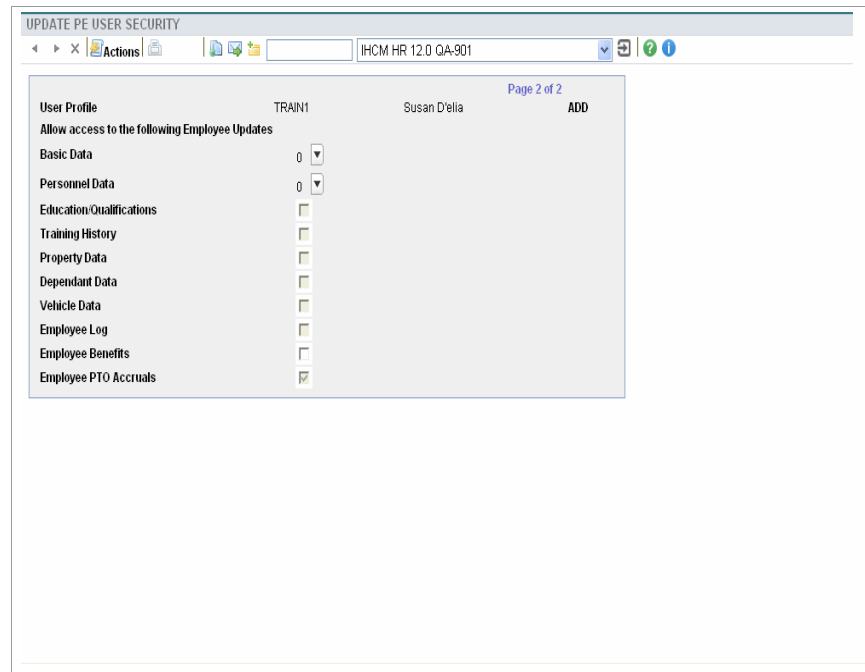 UPDATE PE USER SECURITY
Actions IHCM HR 12.0 QA-901
Page 2 of 2
User Profile TRAIN1 Susan D'elia ADD
Allow access to the following Employee Updates
Basic Data 0
Personnel Data 0
Education/Qualifications
Training History
Property Data
Dependant Data
Vehicle Data
Employee Log
Employee Benefits
Employee PTO Accruals